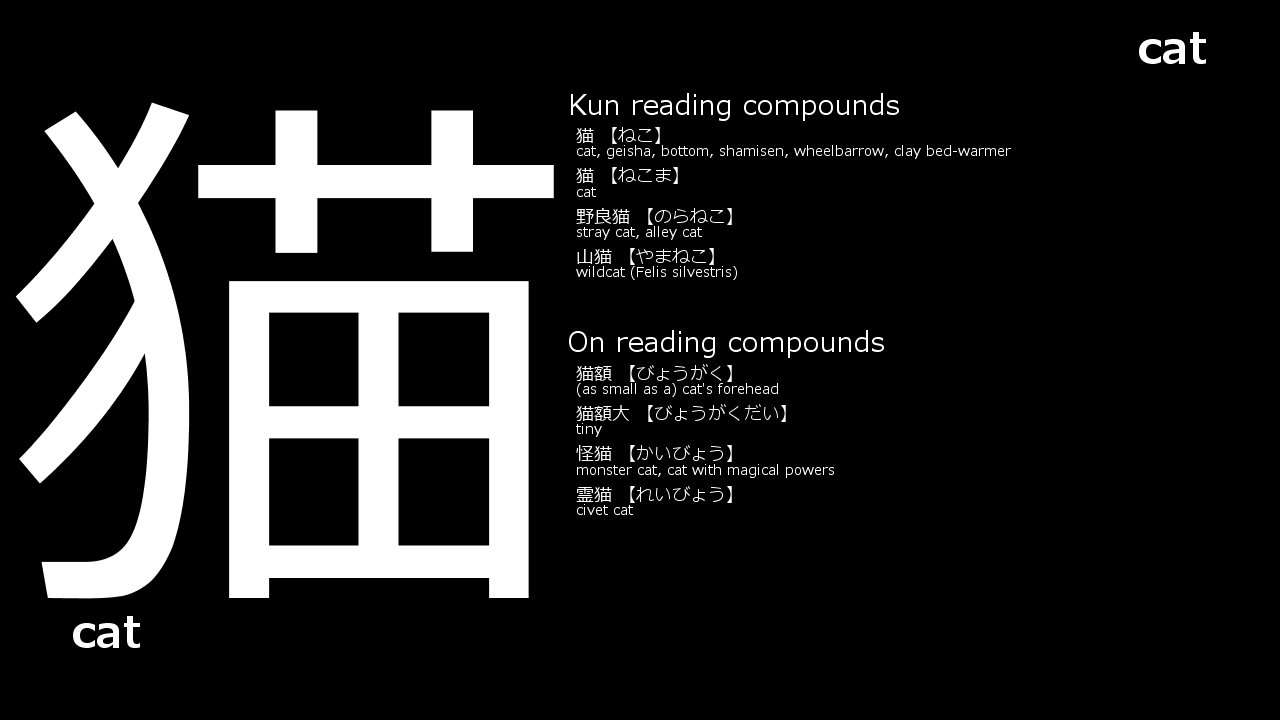 cat
猫
cat
Kun reading compounds
猫 【ねこ】
cat, geisha, bottom, shamisen, wheelbarrow, clay bed-warmer
猫 【ねこま】
cat
野良猫 【のらねこ】
stray cat, alley cat
山猫 【やまねこ】
wildcat (Felis silvestris)
On reading compounds
猫額 【びょうがく】
(as small as a) cat's forehead
猫額大 【びょうがくだい】
tiny
怪猫 【かいびょう】
monster cat, cat with magical powers
霊猫 【れいびょう】
civet cat